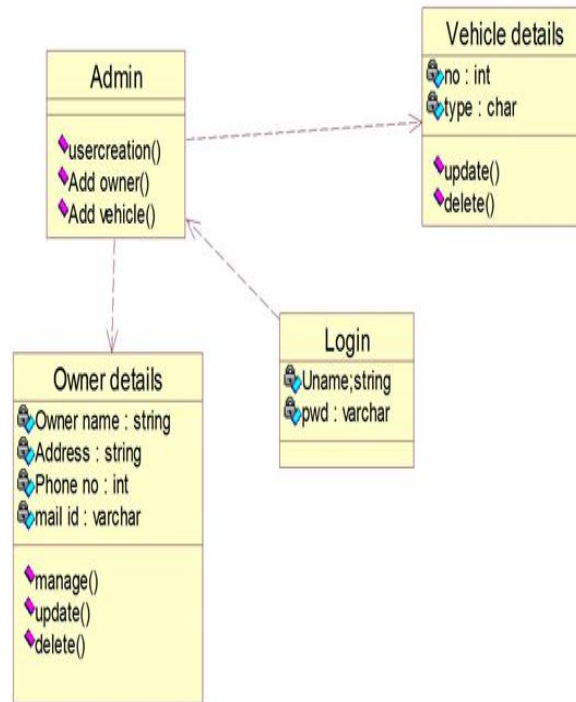 Admin
usercreation()
Add owner()
Add vehicle()
Vehicle details
no : int
type : char
update()
delete()
Login
Uname;string
pwd : varchar
Owner details
Owner name : string
Address : string
Phone no : int
mail id : varchar
manage()
update()
delete()